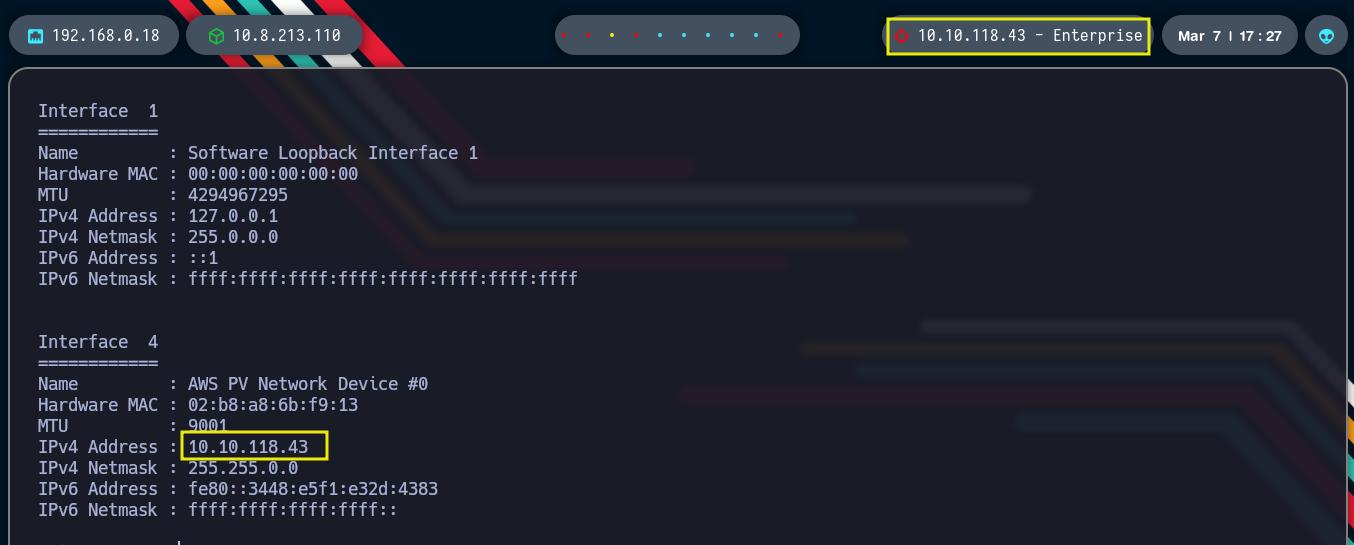 192.168.0.18 10.8.213.110 10.10.118.43 - Enterprise Mar 7 | 17:27
Interface 1
============
Name : Software Loopback Interface 1
Hardware MAC : 00:00:00:00:00:00
MTU : 4294967295
IPv4 Address : 127.0.0.1
IPv4 Netmask : 255.0.0.0
IPv6 Address : ::1
IPv6 Netmask : ffff:ffff:ffff:ffff:ffff:ffff:ffff:ffff
Interface 4
============
Name : AWS PV Network Device #0
Hardware MAC : 02:b8:a8:6b:f9:13
MTU : 9001
IPv4 Address : 10.10.118.43
IPv4 Netmask : 255.255.0.0
IPv6 Address : fe80::3448:e5f1:e32d:4383
IPv6 Netmask : ffff:ffff:ffff:ffff::